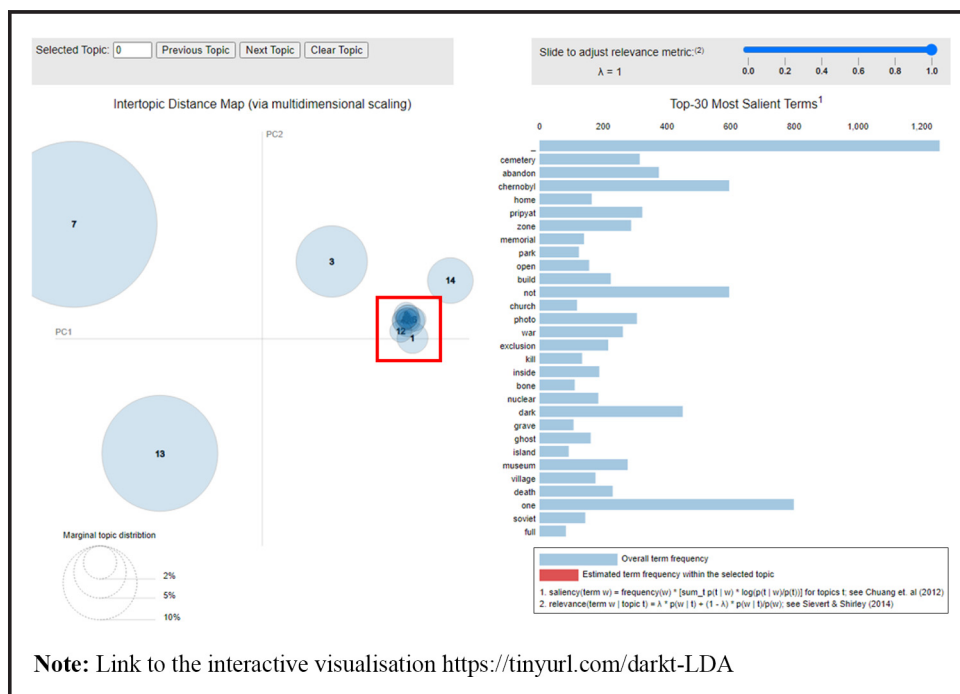 Selected Topic: 0 Previous Topic Next Topic Clear Topic
Slide to adjust relevance metric:(2)
λ = 1
0.0 0.2 0.4 0.6 0.8 1.0
Intertopic Distance Map (via multidimensional scaling)
PC2
PC1
7
3
14
12
1
13
Marginal topic distribtion
2%
5%
10%
Top-30 Most Salient Terms1
0 200 400 600 800 1,000 1,200
_
cemetery
abandon
chernobyl
home
pripyat
zone
memorial
park
open
build
not
church
photo
war
exclusion
kill
inside
bone
nuclear
dark
grave
ghost
island
museum
village
death
one
soviet
full
Overall term frequency
Estimated term frequency within the selected topic
1. saliency(term w) = frequency(w) * [sum_t p(t | w) * log(p(t | w)/p(t))] for topics t; see Chuang et. al (2012)
2. relevance(term w | topic t) = λ * p(w | t) + (1 - λ) * p(w | t)/p(w); see Sievert & Shirley (2014)
Note: Link to the interactive visualisation https://tinyurl.com/darkt-LDA